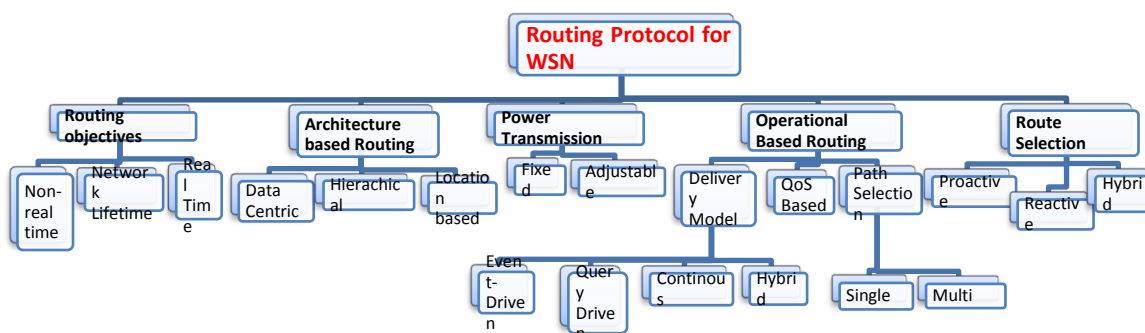 Routing Protocol for
WSN
Routing
objectives
Architecture
based Routing
Power
Transmission
Operational
Based Routing
Route
Selection
Non-
real
time
Networ
k
Lifetime
Rea
l
Tim
e
Data
Centric
Hierachic
al
Locatio
n
based
Fixe
d
Adjustabl
e
Deliver
y
Model
QoS
Based
Path
Selectio
n
Proactiv
e
Reactiv
e
Hybri
d
Even
t-
Drive
n
Que
ry
Drive
n
Continou
s
Hybri
d
Single
Multi